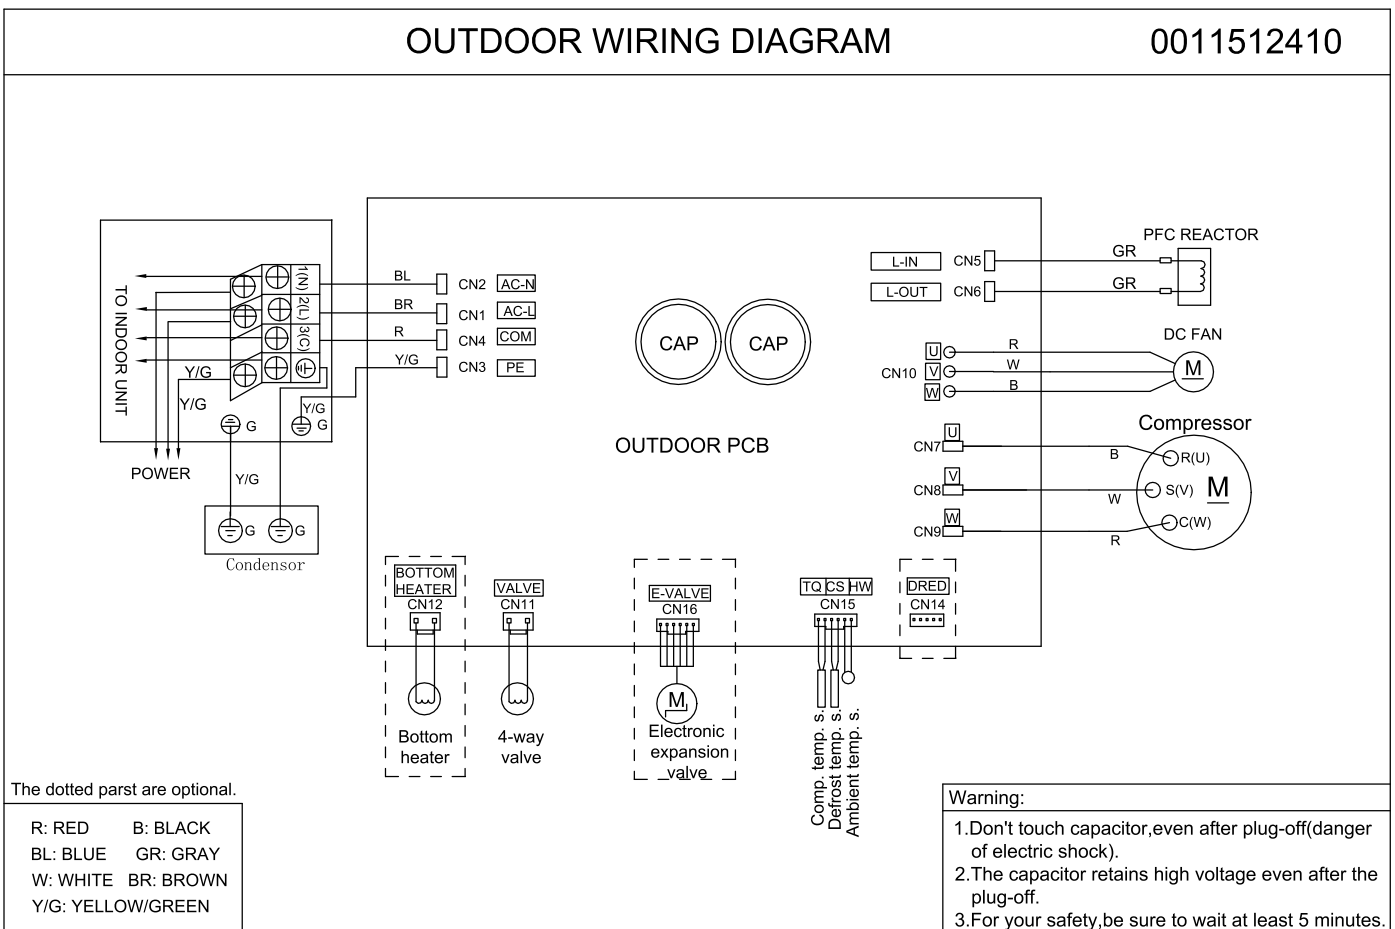 OUTDOOR WIRING DIAGRAM
0011512410
PFC REACTOR
GR
L-IN
CN5
L-OUT
CN6
GR
TO INDOOR UNIT
1(N)
2(L)
3(C)
BL
CN2
AC-N
BR
CN1
AC-L
R
CN4
COM
Y/G
CN3
PE
Y/G
Y/G
Y/G
G
G
POWER
Y/G
G
G
Condensor
CAP
CAP
OUTDOOR PCB
DC FAN
CN10
U
V
W
R
W
B
M
Compressor
U
CN7
B
R(U)
V
CN8
W
S(V)
M
W
CN9
R
C(W)
BOTTOM
HEATER
CN12
VALVE
CN11
E-VALVE
CN16
TQ
CS
HW
CN15
DRED
CN14
M
Bottom
heater
4-way
valve
Electronic
expansion
valve
Comp. temp. s.
Defrost temp. s.
Ambient temp. s.
The dotted parst are optional.
R: RED
B: BLACK
BL: BLUE
GR: GRAY
W: WHITE
BR: BROWN
Y/G: YELLOW/GREEN
Warning:
1.Don't touch capacitor,even after plug-off(danger
of electric shock).
2.The capacitor retains high voltage even after the
plug-off.
3.For your safety,be sure to wait at least 5 minutes.